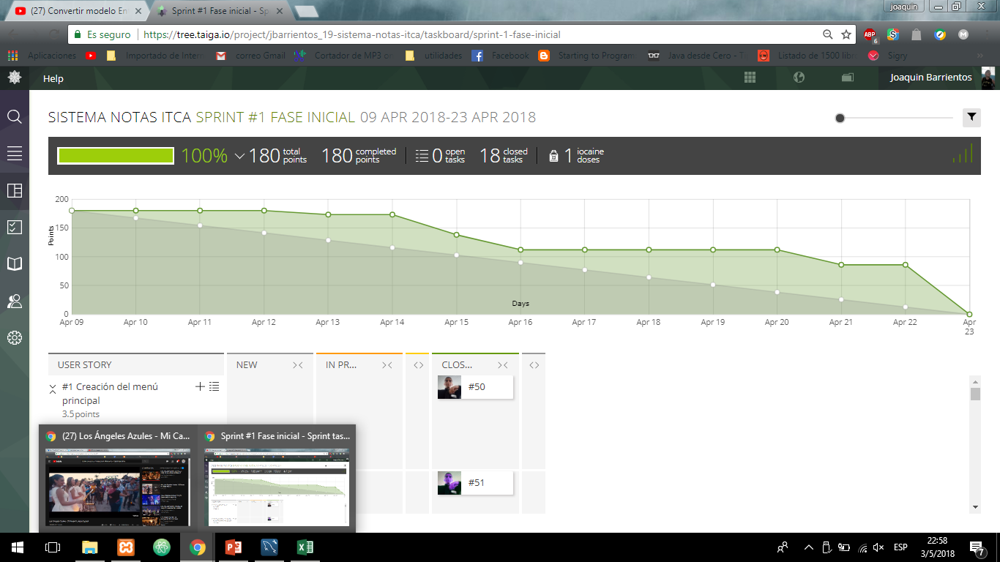 (27) Convertir modelo En
Sprint #1 Fase inicial - Sp
joaquin
Es seguro
https://tree.taiga.io/project/jbarrientos_19-sistema-notas-itca/taskboard/sprint-1-fase-inicial
ABP
6
Aplicaciones
Importado de Intern
correo Gmail
Cortador de MP3 on
utilidades
Facebook
Starting to Program
Java desde Cero - T
Listado de 1500 libr
Sigry
Help
Joaquin Barrientos
SISTEMA NOTAS ITCA SPRINT #1 FASE INICIAL 09 APR 2018-23 APR 2018
100%
180 total points
180 completed points
0 open tasks
18 closed tasks
1 iocaine doses
200
150
100
50
0
Points
Days
Apr 09
Apr 10
Apr 11
Apr 12
Apr 13
Apr 14
Apr 15
Apr 16
Apr 17
Apr 18
Apr 19
Apr 20
Apr 21
Apr 22
Apr 23
USER STORY
NEW
IN PR...
CLOS...
#1 Creación del menú
principal
3.5 points
#50
#51
(27) Los Ángeles Azules - Mi Ca...
Sprint #1 Fase inicial - Sprint tas...
ESP
22:58
3/5/2018
7